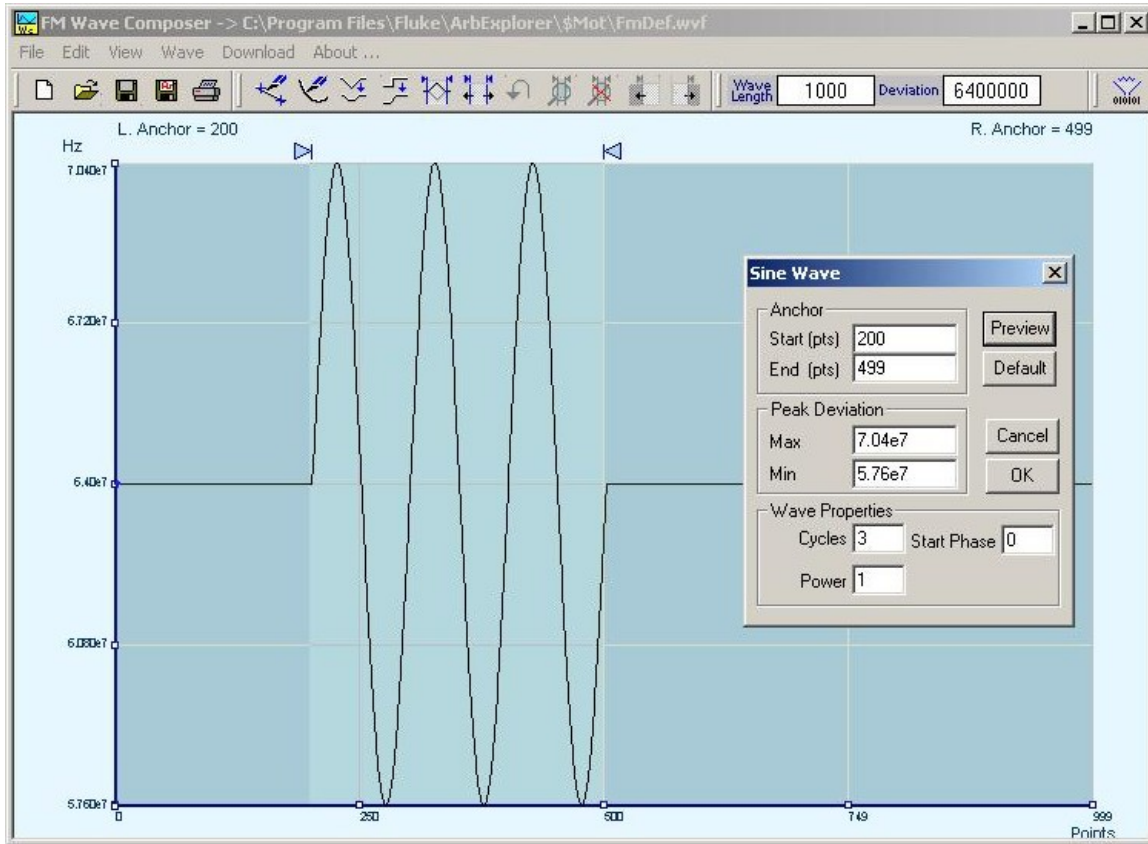 FM Wave Composer -> C:\Program Files\Fluke\ArbExplorer\$Mot\FmDef.wvf
File Edit View Wave Download About ...
Wave Length 1000 Deviation 6400000
010101
L. Anchor = 200
R. Anchor = 499
Hz
7.040e7
6.720e7
6.40e7
6.080e7
5.760e7
0 250 500 749 999
Points
Sine Wave
Anchor
Start (pts) 200
End (pts) 499
Preview
Default
Peak Deviation
Max 7.04e7
Min 5.76e7
Cancel
OK
Wave Properties
Cycles 3 Start Phase 0
Power 1